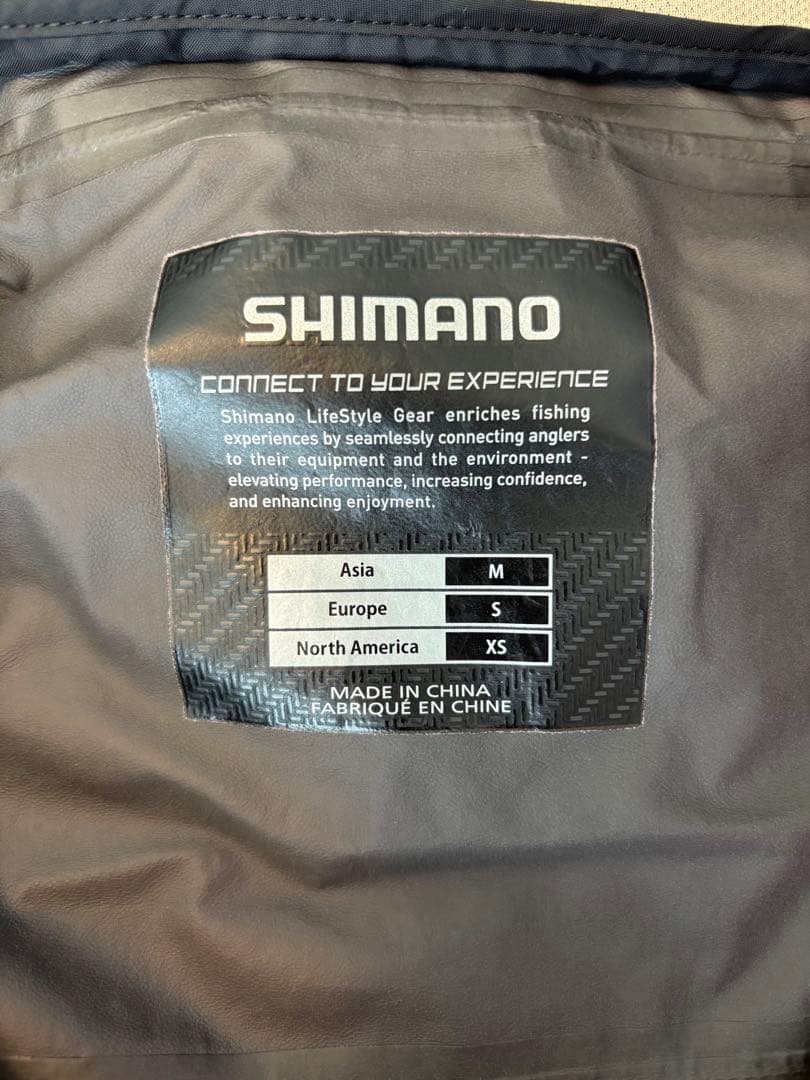 SHIMANO
CONNECT TO YOUR EXPERIENCE
Shimano LifeStyle Gear enriches fishing
experiences by seamlessly connecting anglers
to their equipment and the environment -
elevating performance, increasing confidence,
and enhancing enjoyment.
Asia M
Europe S
North America XS
MADE IN CHINA
FABRIQUÉ EN CHINE